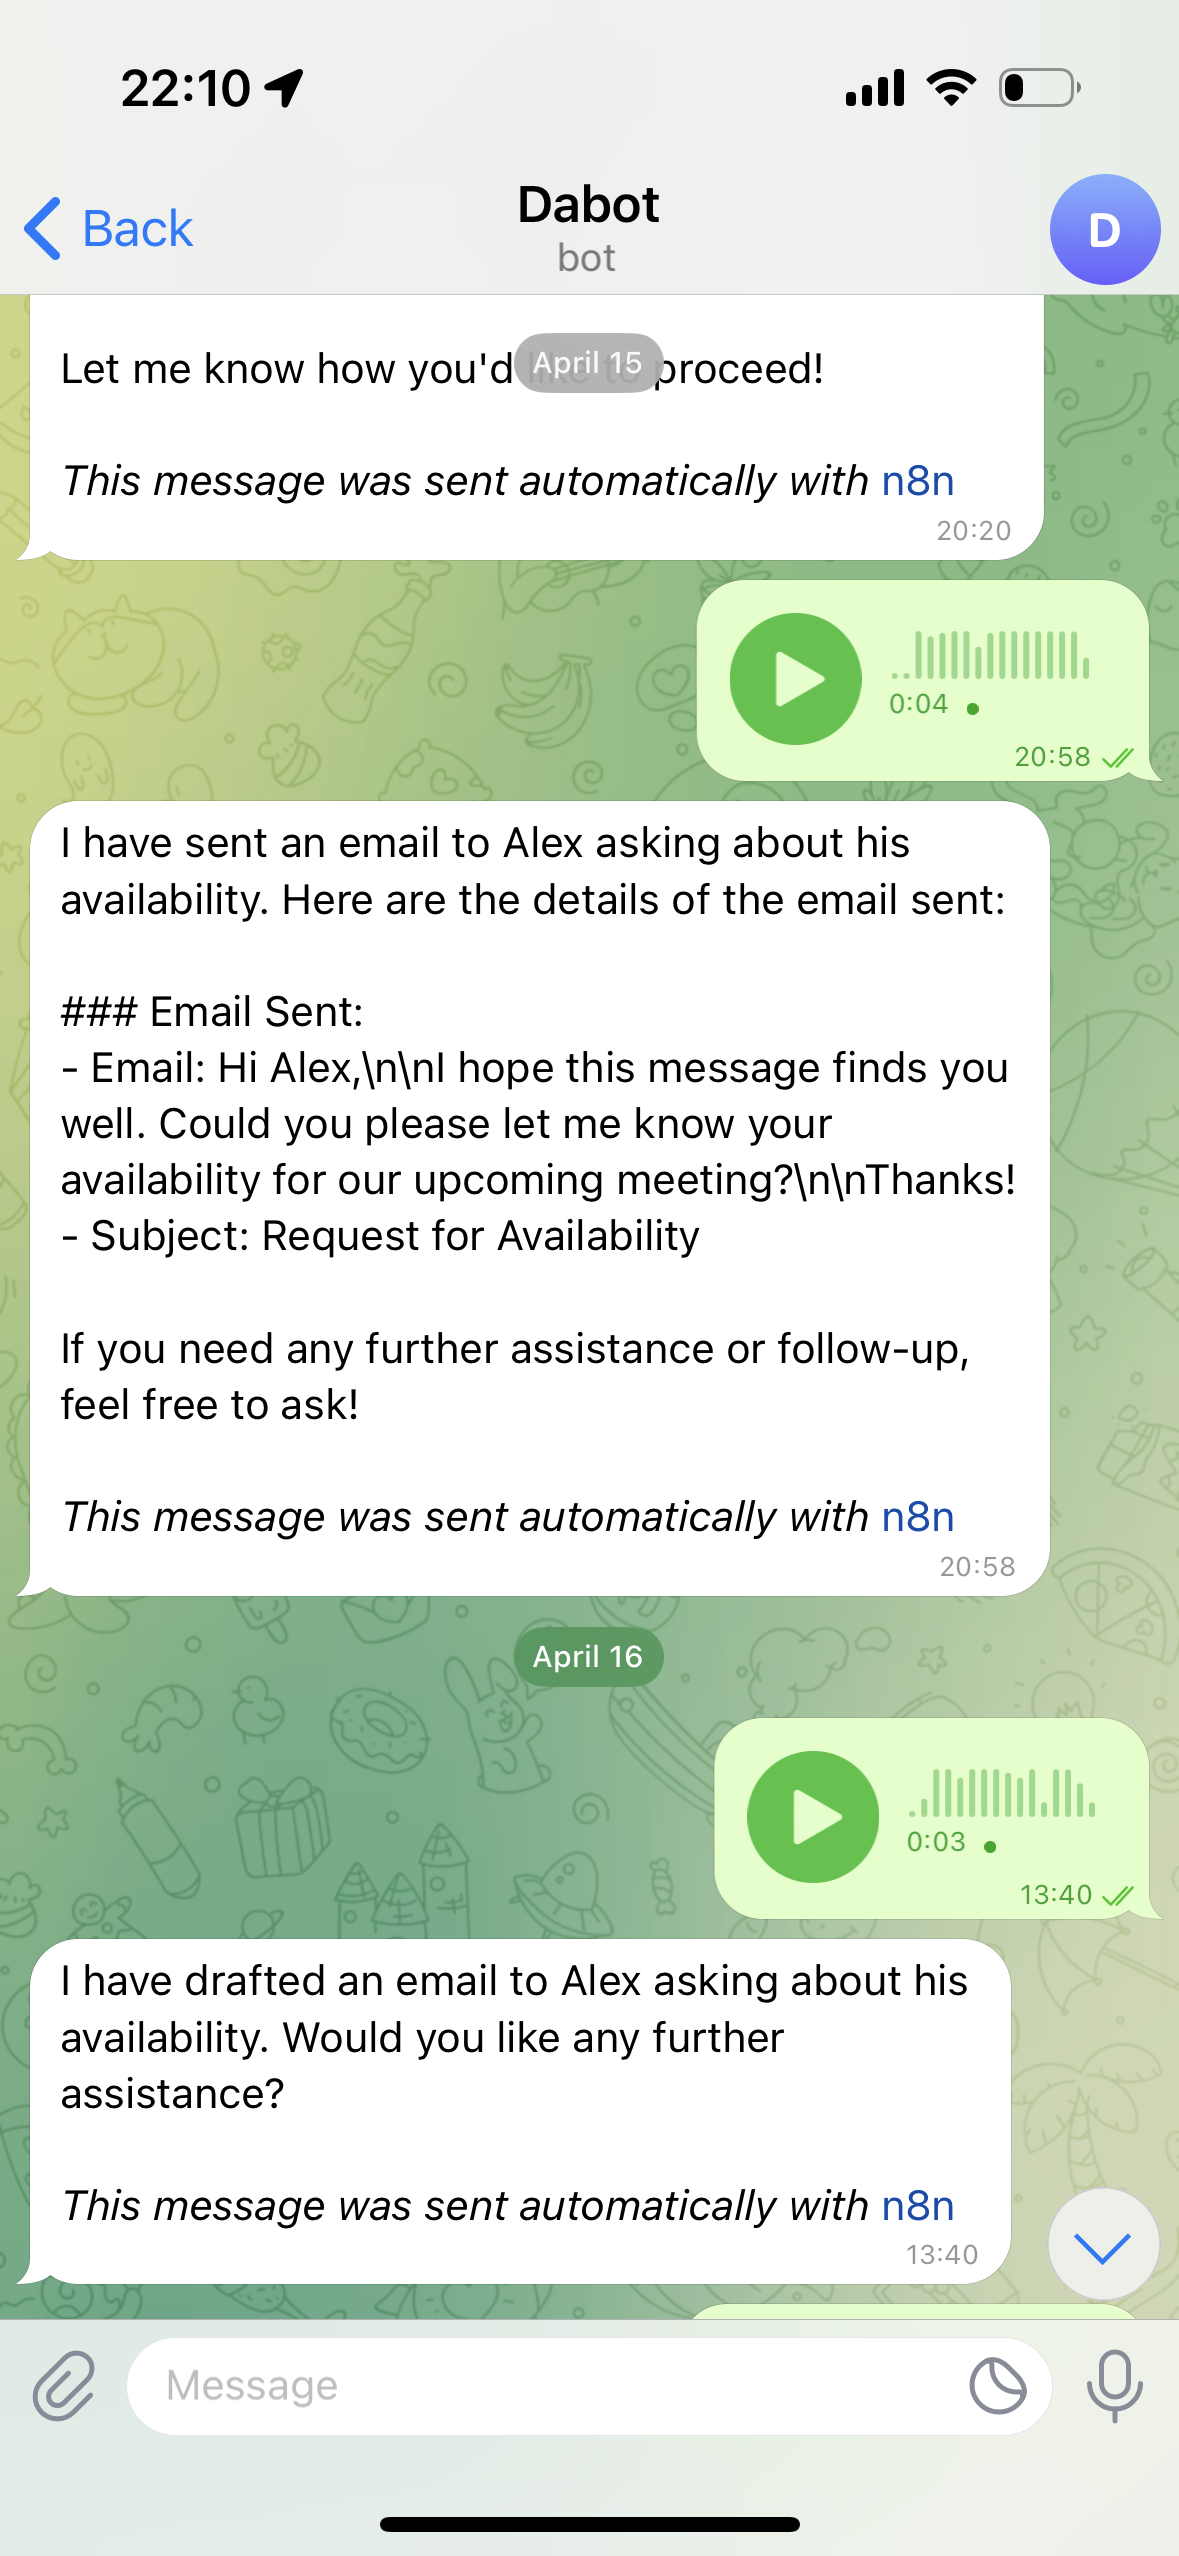 22:10
Back
Dabot
bot
D
Let me know how you'd like to proceed!
April 15
This message was sent automatically with n8n
20:20
0:04
20:58
I have sent an email to Alex asking about his
availability. Here are the details of the email sent:
### Email Sent:
- Email: Hi Alex,\n\nI hope this message finds you
well. Could you please let me know your
availability for our upcoming meeting?\n\nThanks!
- Subject: Request for Availability
If you need any further assistance or follow-up,
feel free to ask!
This message was sent automatically with n8n
20:58
April 16
0:03
13:40
I have drafted an email to Alex asking about his
availability. Would you like any further
assistance?
This message was sent automatically with n8n
13:40
Message